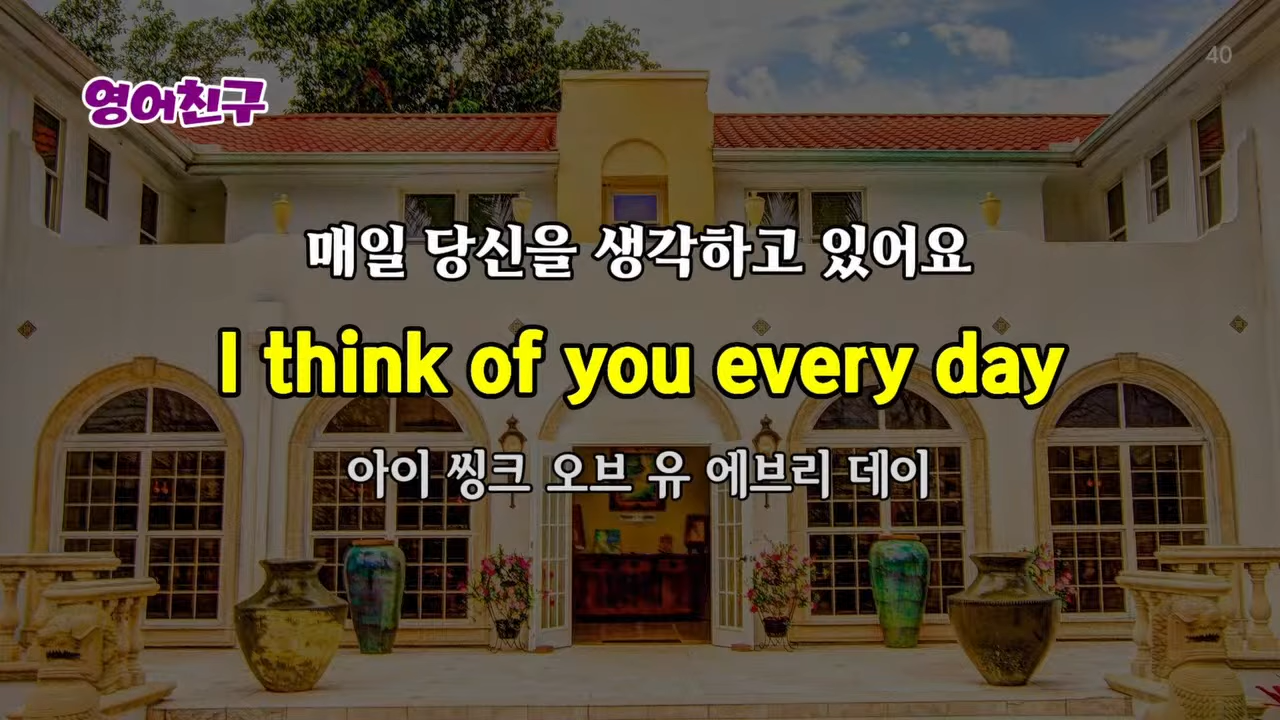 40
영어친구
매일 당신을 생각하고 있어요
I think of you every day
아이 씽크 오브 유 에브리 데이